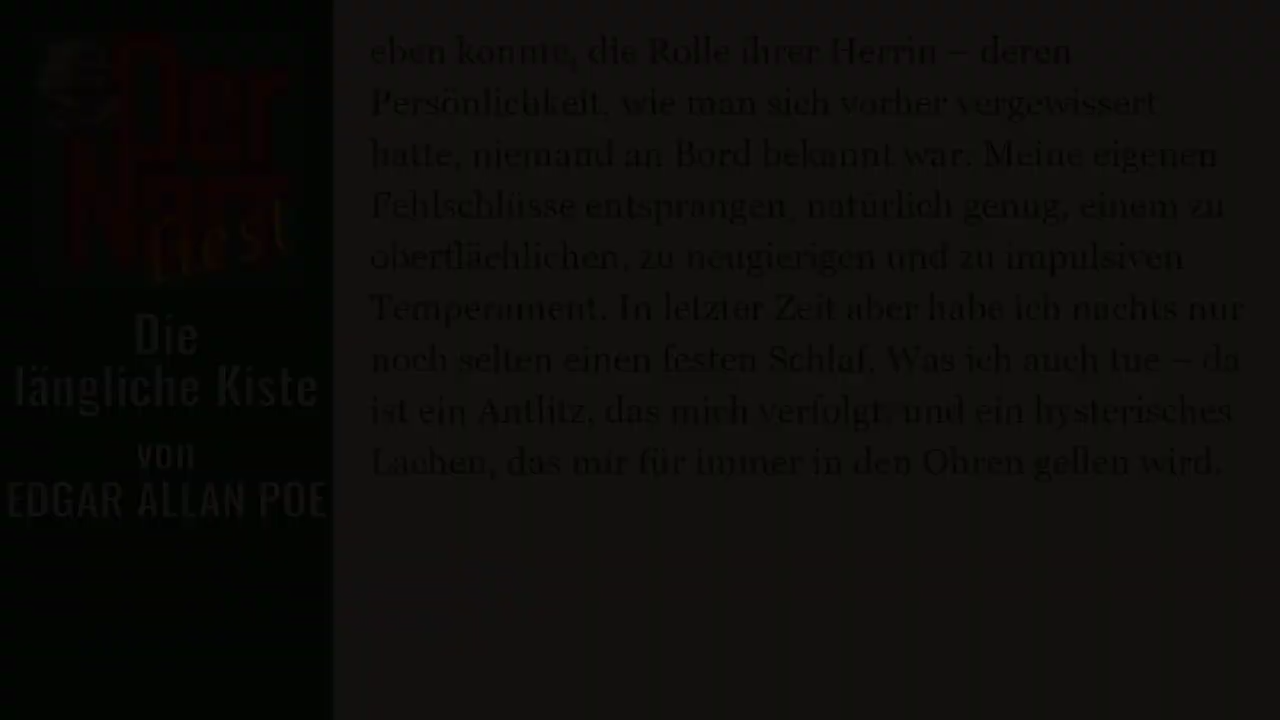 Der
Narr
liest
Die
längliche Kiste
von
EDGAR ALLAN POE
eben konnte, die Rolle ihrer Herrin – deren
Persönlichkeit, wie man sich vorher vergewissert
hatte, niemand an Bord bekannt war. Meine eigenen
Fehlschlüsse entsprangen, natürlich genug, einem zu
oberflächlichen, zu neugierigen und zu impulsiven
Temperament. In letzter Zeit aber habe ich nachts nur
noch selten einen festen Schlaf. Was ich auch tue – da
ist ein Antlitz, das mich verfolgt, und ein hysterisches
Lachen, das mir für immer in den Ohren gellen wird.